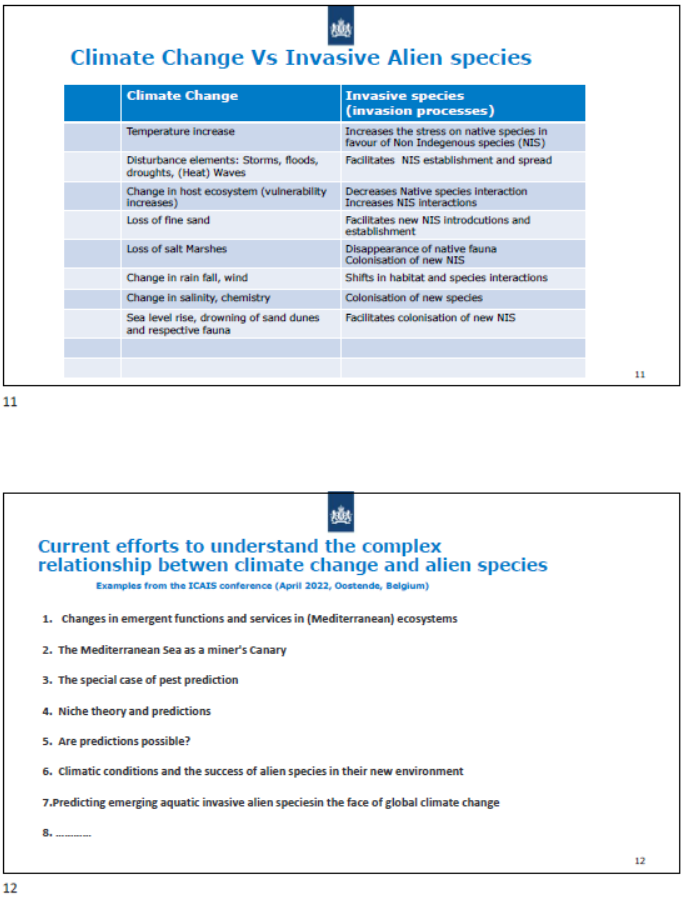 Climate Change Vs Invasive Alien species
Climate Change
Invasive species
(invasion processes)
Temperature increase
Increases the stress on native species in
favour of Non Indegenous species (NIS)
Disturbance elements: Storms, floods,
droughts, (Heat) Waves
Facilitates NIS establishment and spread
Change in host ecosystem (vulnerability
increases)
Decreases Native species interaction
Increases NIS interactions
Loss of fine sand
Facilitates new NIS introdcutions and
establishment
Loss of salt Marshes
Disappearance of native fauna
Colonisation of new NIS
Change in rain fall, wind
Shifts in habitat and species interactions
Change in salinity, chemistry
Colonisation of new species
Sea level rise, drowning of sand dunes
and respective fauna
Facilitates colonisation of new NIS
11
11
Current efforts to understand the complex
relationship betwen climate change and alien species
Examples from the ICAIS conference (April 2022, Oostende, Belgium)
1. Changes in emergent functions and services in (Mediterranean) ecosystems
2. The Mediterranean Sea as a miner's Canary
3. The special case of pest prediction
4. Niche theory and predictions
5. Are predictions possible?
6. Climatic conditions and the success of alien species in their new environment
7.Predicting emerging aquatic invasive alien speciesin the face of global climate change
8. ............
12
12